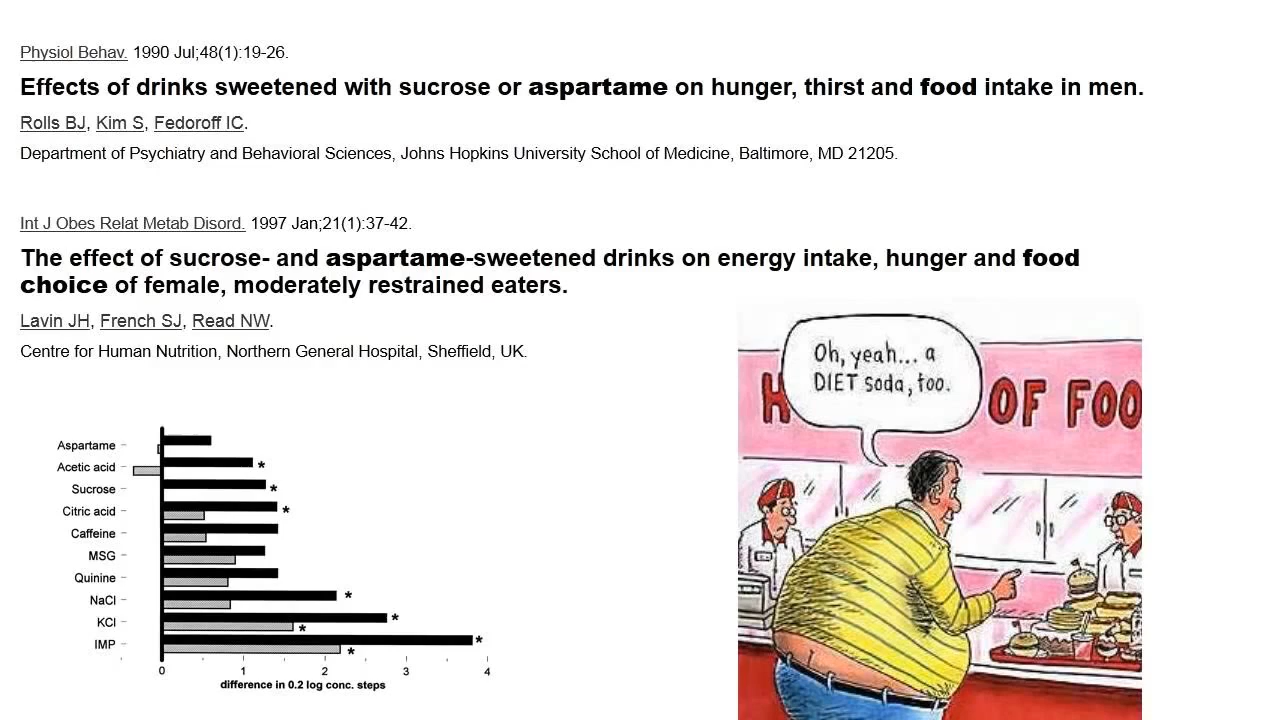 Physiol Behav. 1990 Jul;48(1):19-26.
Effects of drinks sweetened with sucrose or aspartame on hunger, thirst and food intake in men.
Rolls BJ, Kim S, Fedoroff IC.
Department of Psychiatry and Behavioral Sciences, Johns Hopkins University School of Medicine, Baltimore, MD 21205.
Int J Obes Relat Metab Disord. 1997 Jan;21(1):37-42.
The effect of sucrose- and aspartame-sweetened drinks on energy intake, hunger and food
choice of female, moderately restrained eaters.
Lavin JH, French SJ, Read NW.
Centre for Human Nutrition, Northern General Hospital, Sheffield, UK.
Aspartame
Acetic acid *
Sucrose *
Citric acid *
Caffeine
MSG
Quinine
NaCl *
KCl * *
IMP * *
0 1 2 3 4
difference in 0.2 log conc. steps
Oh, yeah... a
DIET soda, too.
H OF FOO